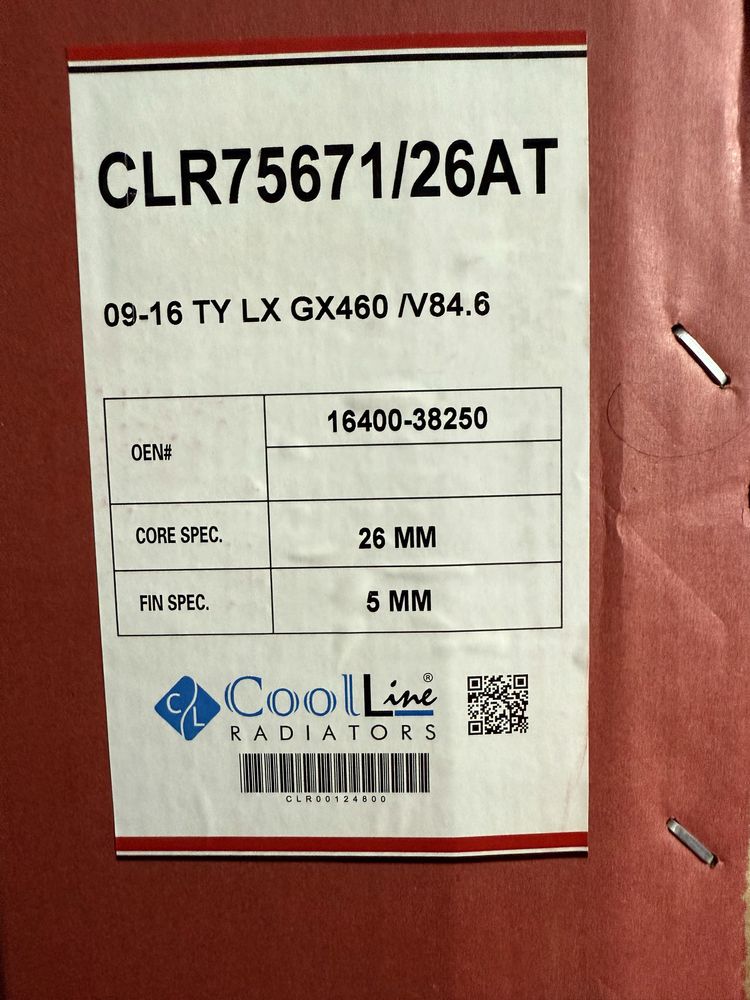 CLR75671/26AT
09-16 TY LX GX460 /V84.6
OEN#
16400-38250
CORE SPEC.
26 MM
FIN SPEC.
5 MM
CL
CoolLine®
RADIATORS
CLR00124800